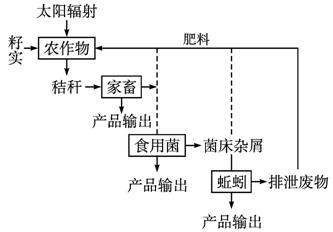 太阳辐射
籽实
农作物
肥料
秸秆
家畜
产品输出
食用菌
菌床杂屑
产品输出
蚯蚓
排泄废物
产品输出